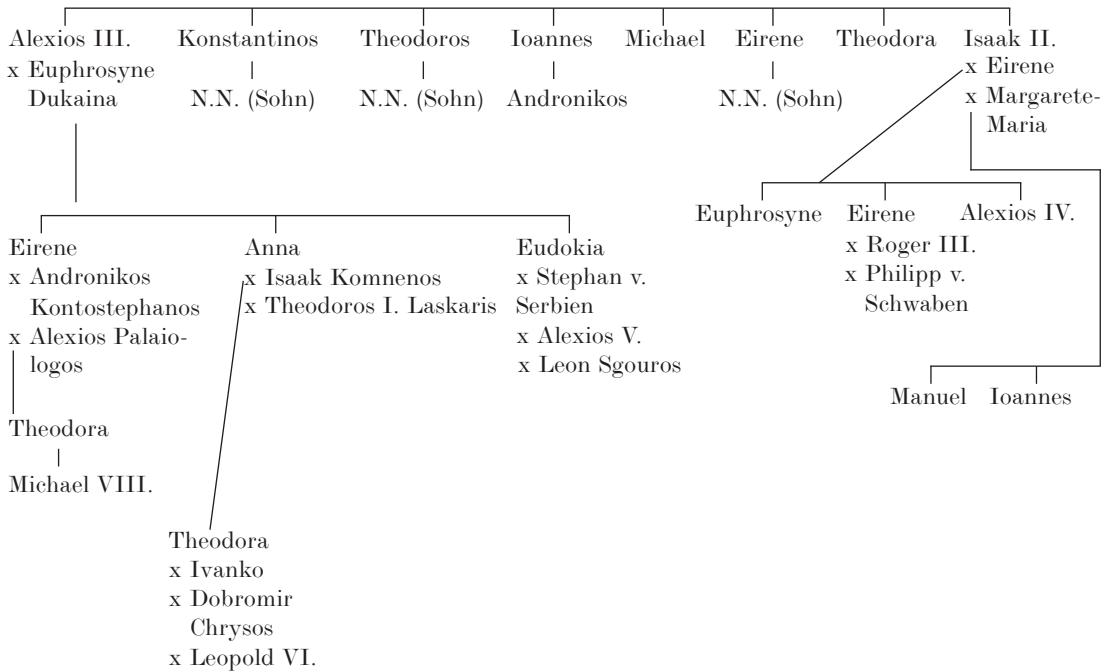 Alexios III. Konstantinos Theodoros Ioannes Michael Eirene Theodora Isaak II.
x Euphrosyne
Dukaina
N.N. (Sohn) N.N. (Sohn) Andronikos N.N. (Sohn)
x Eirene
x Margarete-
Maria
Euphrosyne Eirene Alexios IV.
x Roger III.
x Philipp v.
Schwaben
Eirene
x Andronikos
Kontostephanos
x Alexios Palaio-
logos
Anna
x Isaak Komnenos
x Theodoros I. Laskaris
Eudokia
x Stephan v.
Serbien
x Alexios V.
x Leon Sgouros
Manuel Ioannes
Theodora
Michael VIII.
Theodora
x Ivanko
x Dobromir
Chrysos
x Leopold VI.